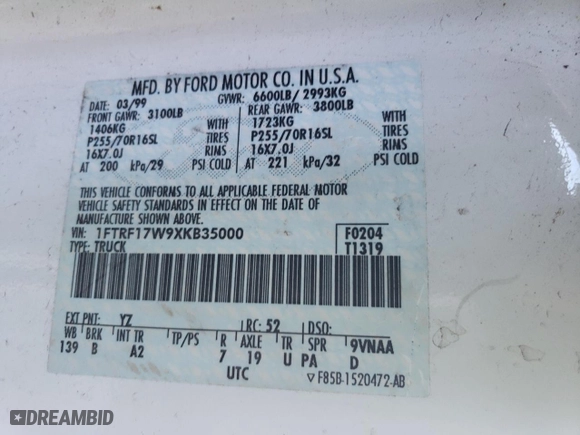 MFD. BY FORD MOTOR CO. IN U.S.A.
DATE: 03/99 GVWR: 6600LB/ 2993KG
FRONT GAWR: 3100LB REAR GAWR: 3800LB
1406KG WITH 1723KG WITH
P255/70R16SL TIRES P255/70R16SL TIRES
16X7.0J RIMS 16X7.0J RIMS
AT 200 kPa/29 PSI COLD AT 221 kPa/32 PSI COLD
THIS VEHICLE CONFORMS TO ALL APPLICABLE FEDERAL MOTOR
VEHICLE SAFETY STANDARDS IN EFFECT ON THE DATE OF
MANUFACTURE SHOWN ABOVE.
VIN: 1FTRF17W9XKB35000 F0204
TYPE: TRUCK T1319
EXT PNT: YZ RC: 52 DSO:
WB BRK INT TR TP/PS R AXLE TR SPR 9VNAA
139 B A2 7 19 U PA D
UTC ▽F85B-1520472-AB
DREAMBID